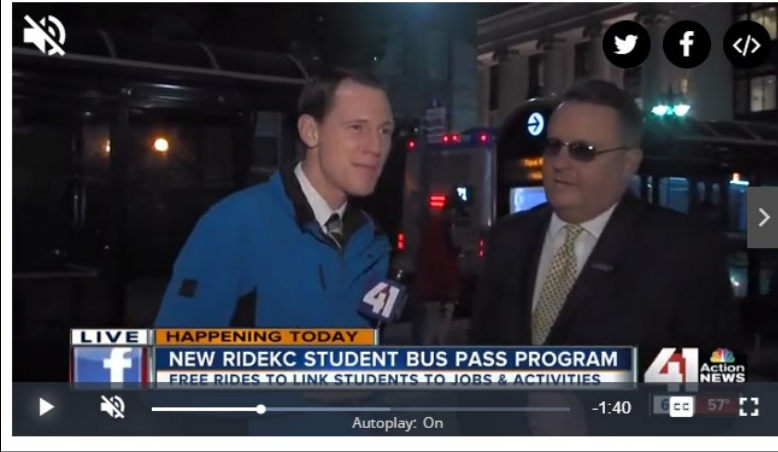 LIVE
HAPPENING TODAY
NEW RIDEKC STUDENT BUS PASS PROGRAM
FREE RIDES TO LINK STUDENTS TO JOBS & ACTIVITIES
41
41
Action
NEWS
-1:40
CC
57°
Autoplay: On